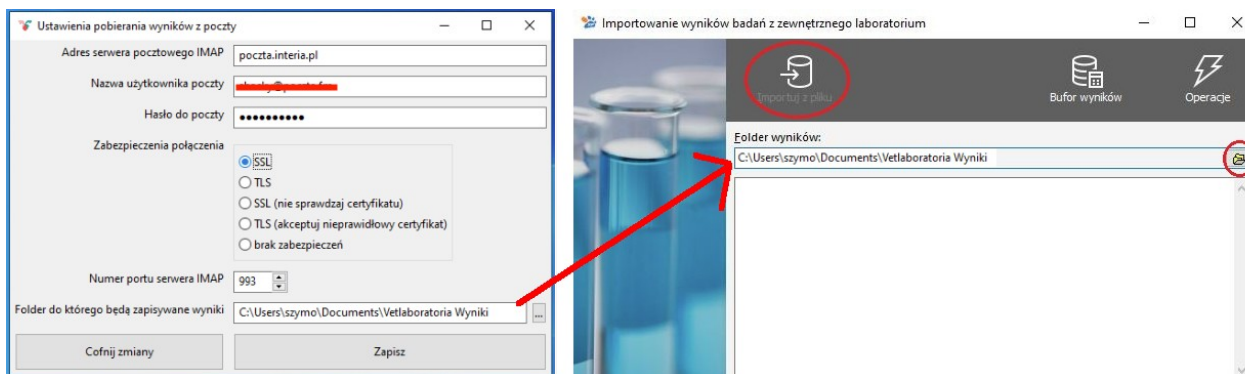 Ustawienia pobierania wyników z poczty
Adres serwera pocztowego IMAP
poczta.interia.pl
Nazwa użytkownika poczty
Hasło do poczty
●●●●●●●●●●
Zabezpieczenia połączenia
SSL
TLS
SSL (nie sprawdzaj certyfikatu)
TLS (akceptuj nieprawidłowy certyfikat)
brak zabezpieczeń
Numer portu serwera IMAP
993
Folder do którego będą zapisywane wyniki
C:\Users\szymo\Documents\Vetlaboratoria Wyniki
...
Cofnij zmiany
Zapisz
Importowanie wyników badań z zewnętrznego laboratorium
Importuj z pliku
Bufor wyników
Operacje
Folder wyników:
C:\Users\szymo\Documents\Vetlaboratoria Wyniki